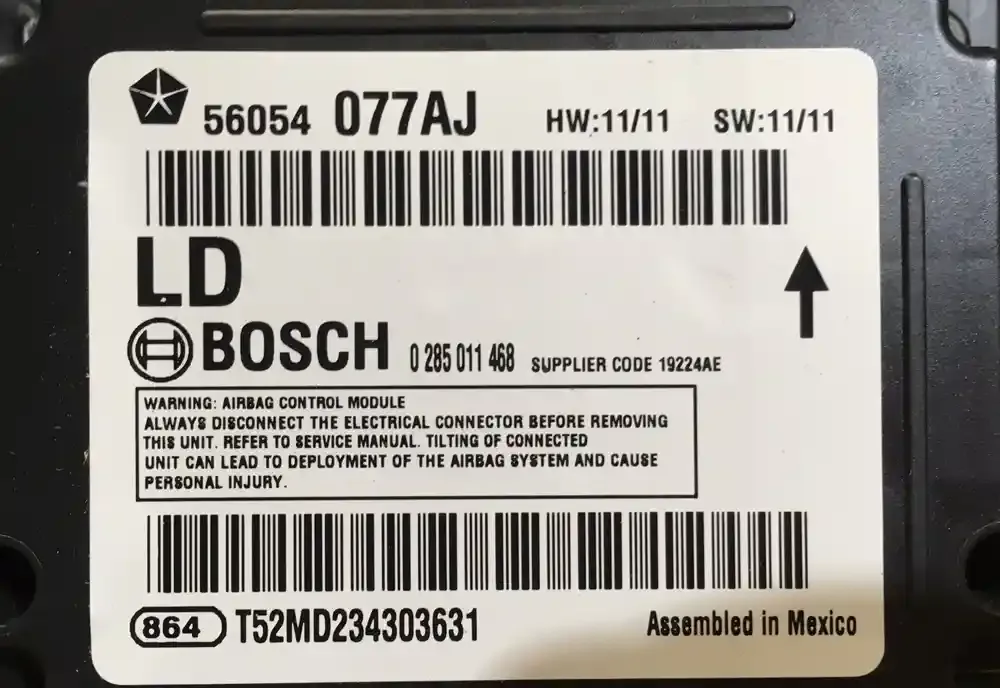 56054 077AJ HW:11/11 SW:11/11
LD
BOSCH 0 285 011 468 SUPPLIER CODE 19224AE
WARNING: AIRBAG CONTROL MODULE
ALWAYS DISCONNECT THE ELECTRICAL CONNECTOR BEFORE REMOVING
THIS UNIT. REFER TO SERVICE MANUAL. TILTING OF CONNECTED
UNIT CAN LEAD TO DEPLOYMENT OF THE AIRBAG SYSTEM AND CAUSE
PERSONAL INJURY.
864 T52MD234303631 Assembled in Mexico